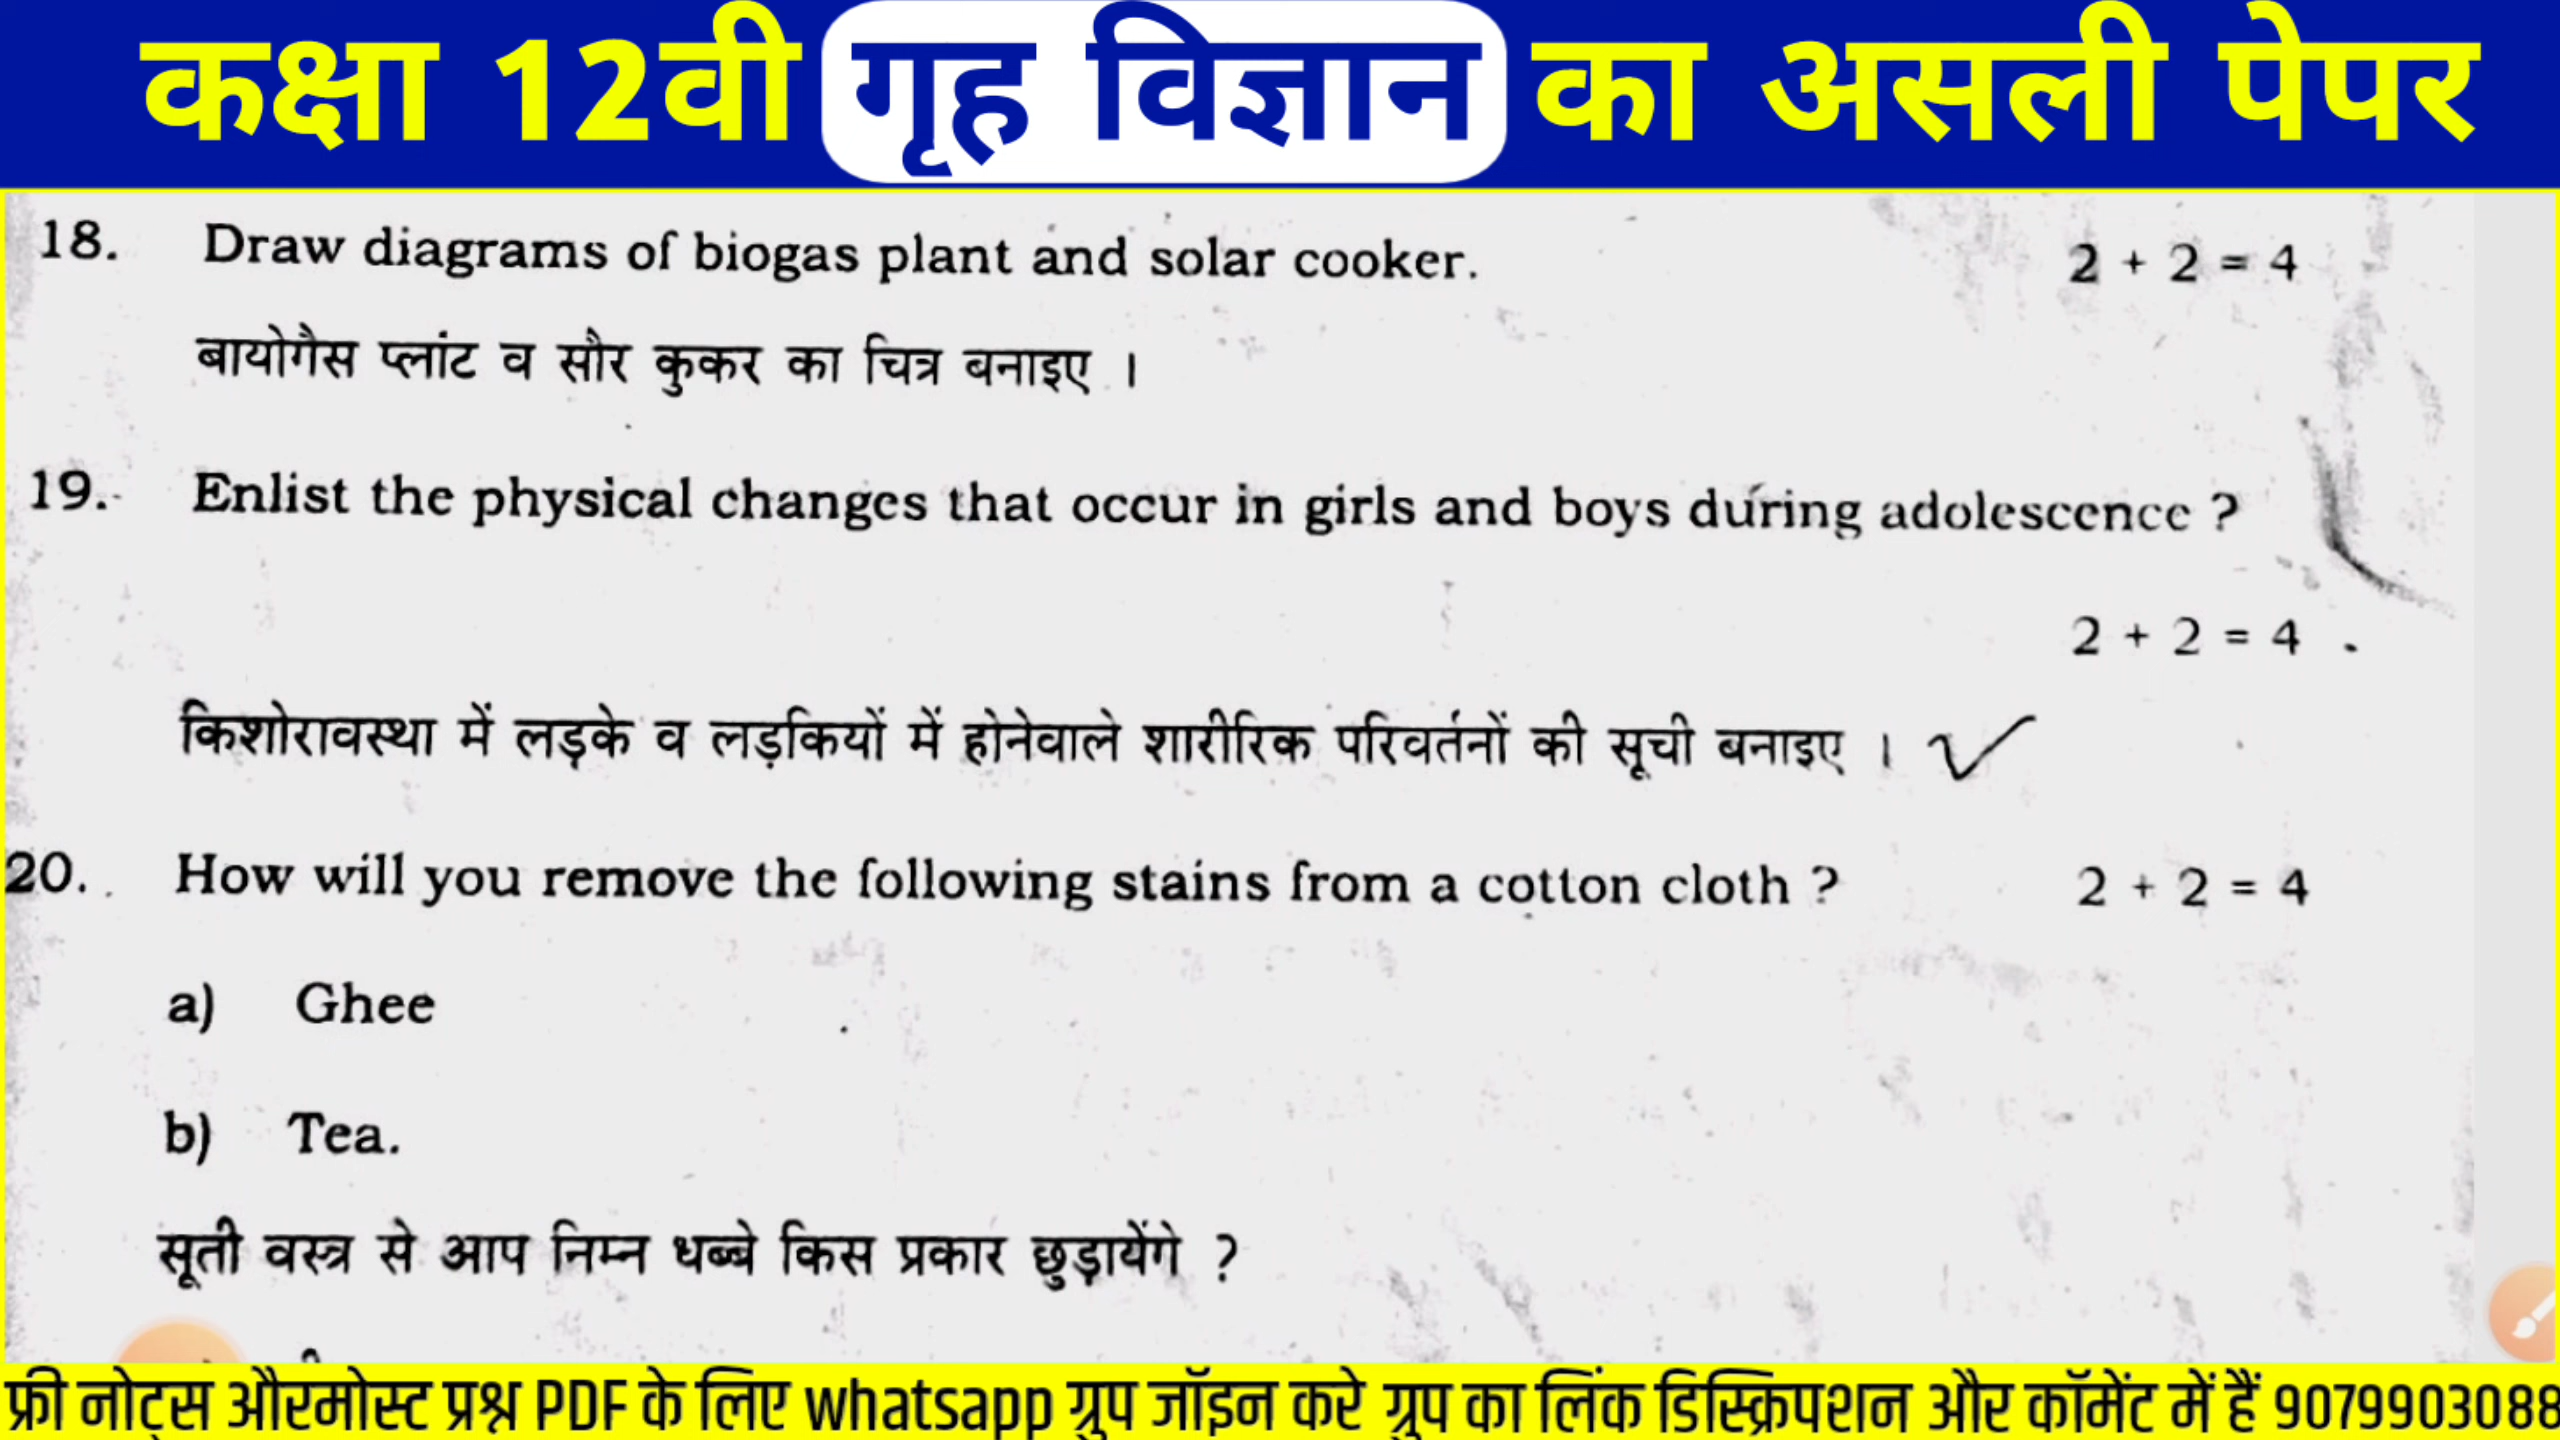 कक्षा 12वी गृह विज्ञान का असली पेपर
18. Draw diagrams of biogas plant and solar cooker. 2 + 2 = 4
बायोगैस प्लांट व सौर कुकर का चित्र बनाइए ।
19. Enlist the physical changes that occur in girls and boys during adolescence ?
2 + 2 = 4
किशोरावस्था में लड़के व लड़कियों में होनेवाले शारीरिक परिवर्तनों की सूची बनाइए ।
20. How will you remove the following stains from a cotton cloth ? 2 + 2 = 4
a) Ghee
b) Tea.
सूती वस्त्र से आप निम्न धब्बे किस प्रकार छुड़ायेंगे ?
फ्री नोट्स औरमोस्ट प्रश्न PDF के लिए whatsapp ग्रुप जॉइन करे ग्रुप का लिंक डिस्क्रिपशन और कॉमेंट में हैं 9079903088